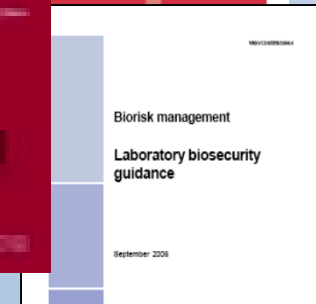 Biorisk management
Laboratory biosecurity
guidance
September 2006